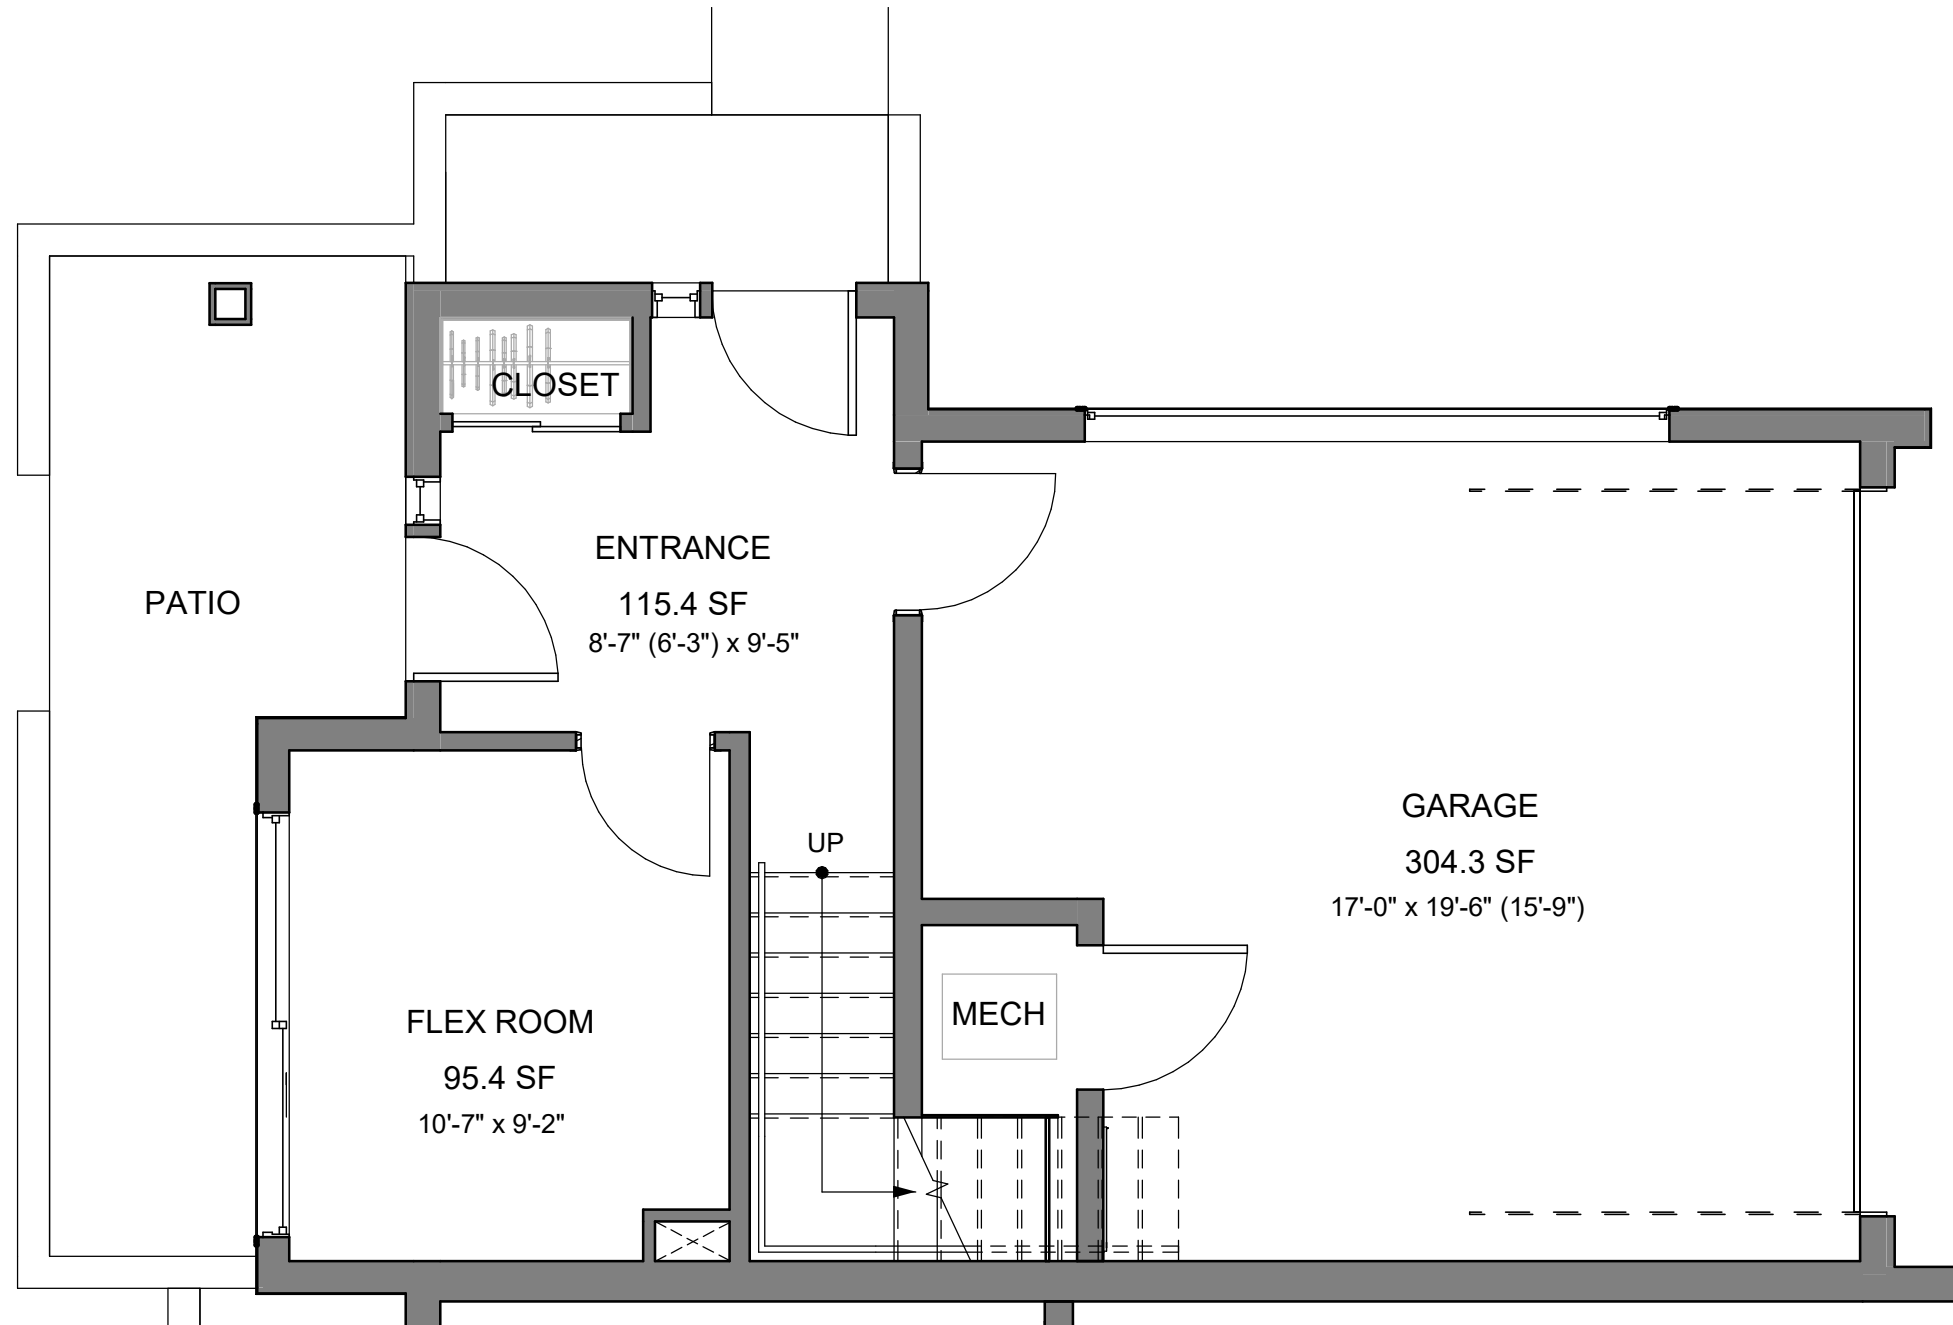 CLOSET
ENTRANCE
115.4 SF
8'-7" (6'-3") x 9'-5"
PATIO
GARAGE
304.3 SF
17'-0" x 19'-6" (15'-9")
UP
MECH
FLEX ROOM
95.4 SF
10'-7" x 9'-2"